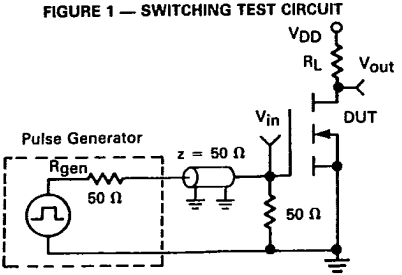 FIGURE 1 — SWITCHING TEST CIRCUIT
VDD
RL
Vout
Vin
DUT
Pulse Generator
Rgen
z = 50 Ω
50 Ω
50 Ω